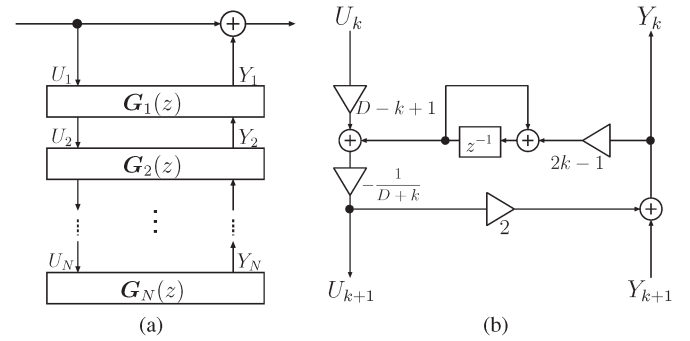 U_1 Y_1
G_1(z)
U_2 Y_2
G_2(z)
U_N Y_N
G_N(z)
(a)
U_k Y_k
D − k + 1
z^{-1}
2k − 1
−\frac{1}{D + k}
2
U_{k+1} Y_{k+1}
(b)